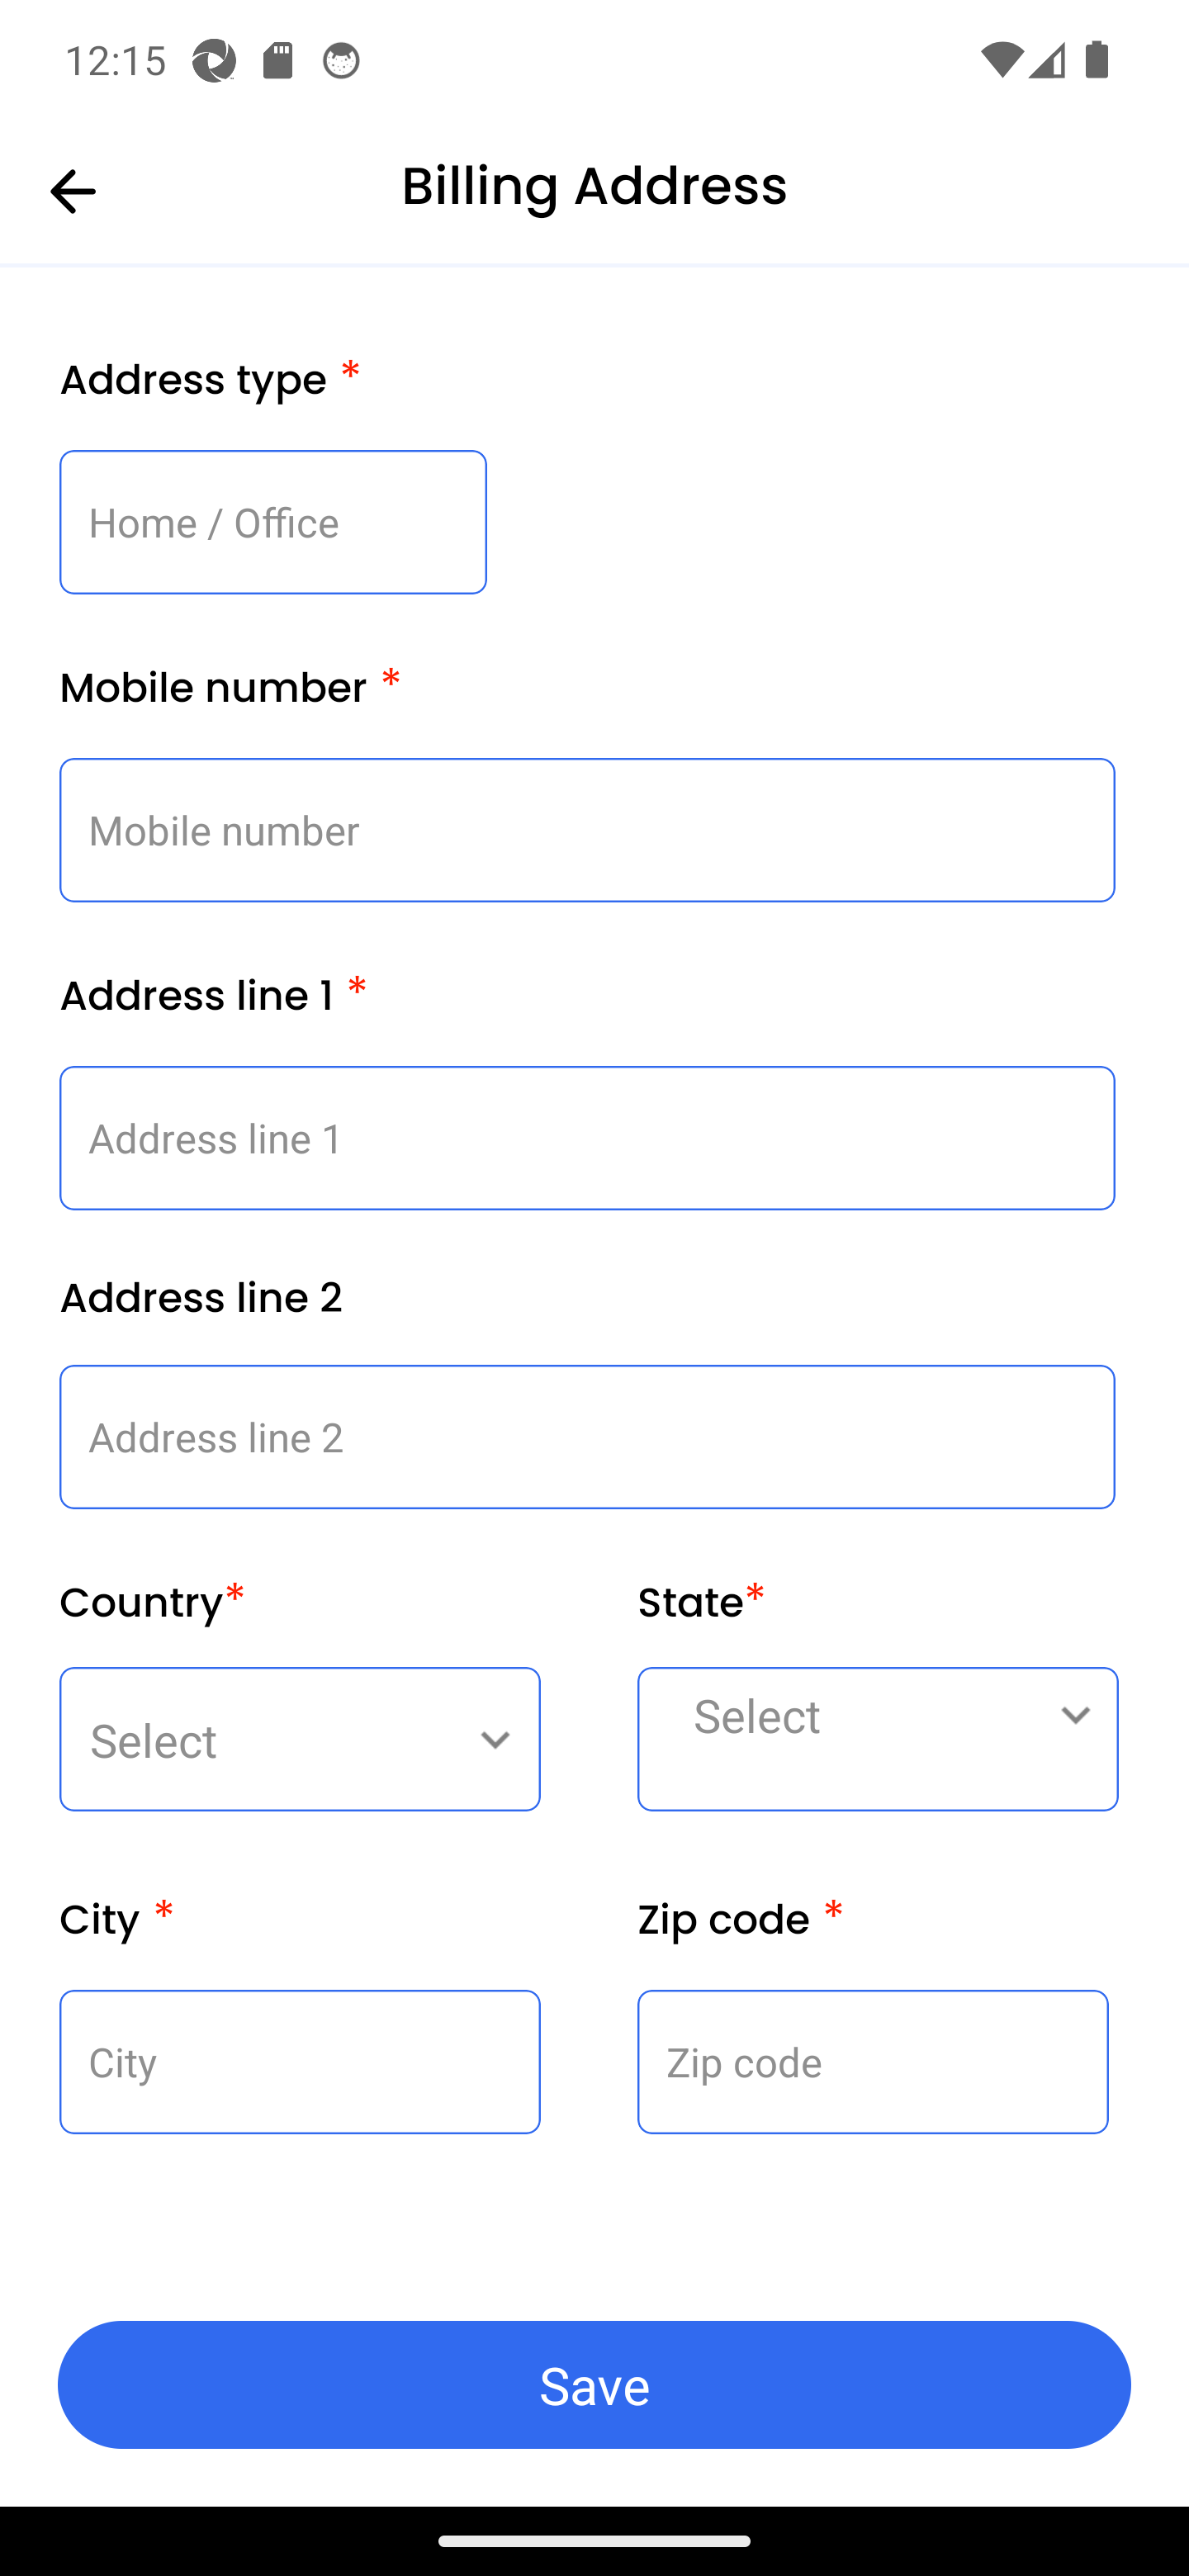 12:15
Billing Address
Address type *
Home / Office
Mobile number *
Mobile number
Address line 1 *
Address line 1
Address line 2
Address line 2
Country* State*
Select Select
City * Zip code *
City Zip code
Save